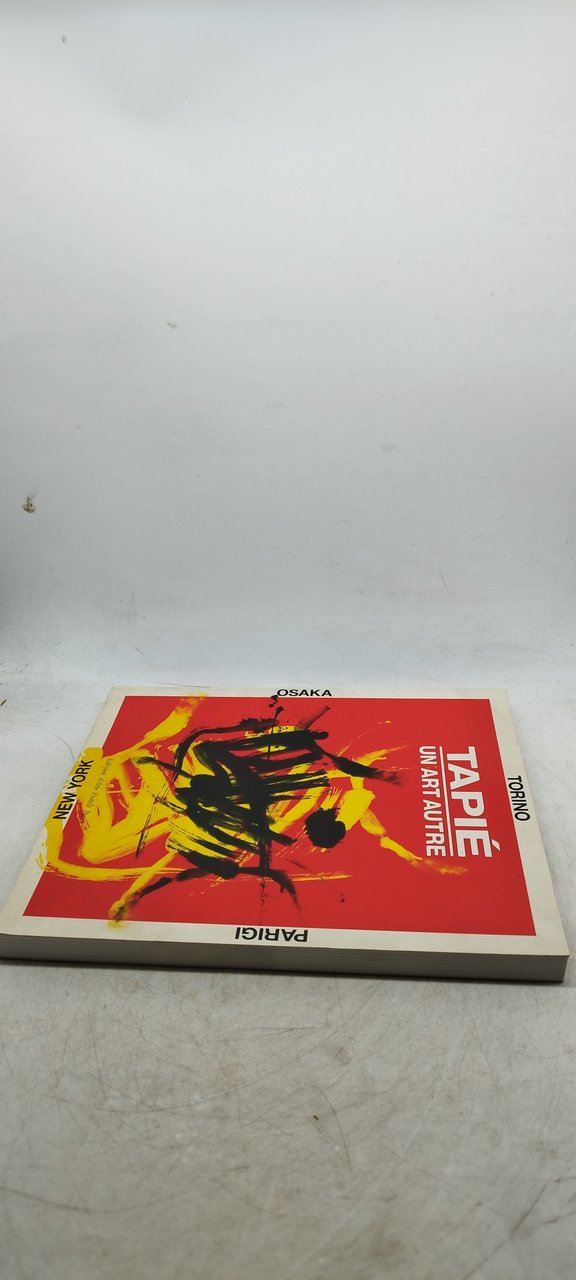 TORINO
TAPIÉ
UN ART AUTRE
OSAKA
PARIGI
NEW YORK